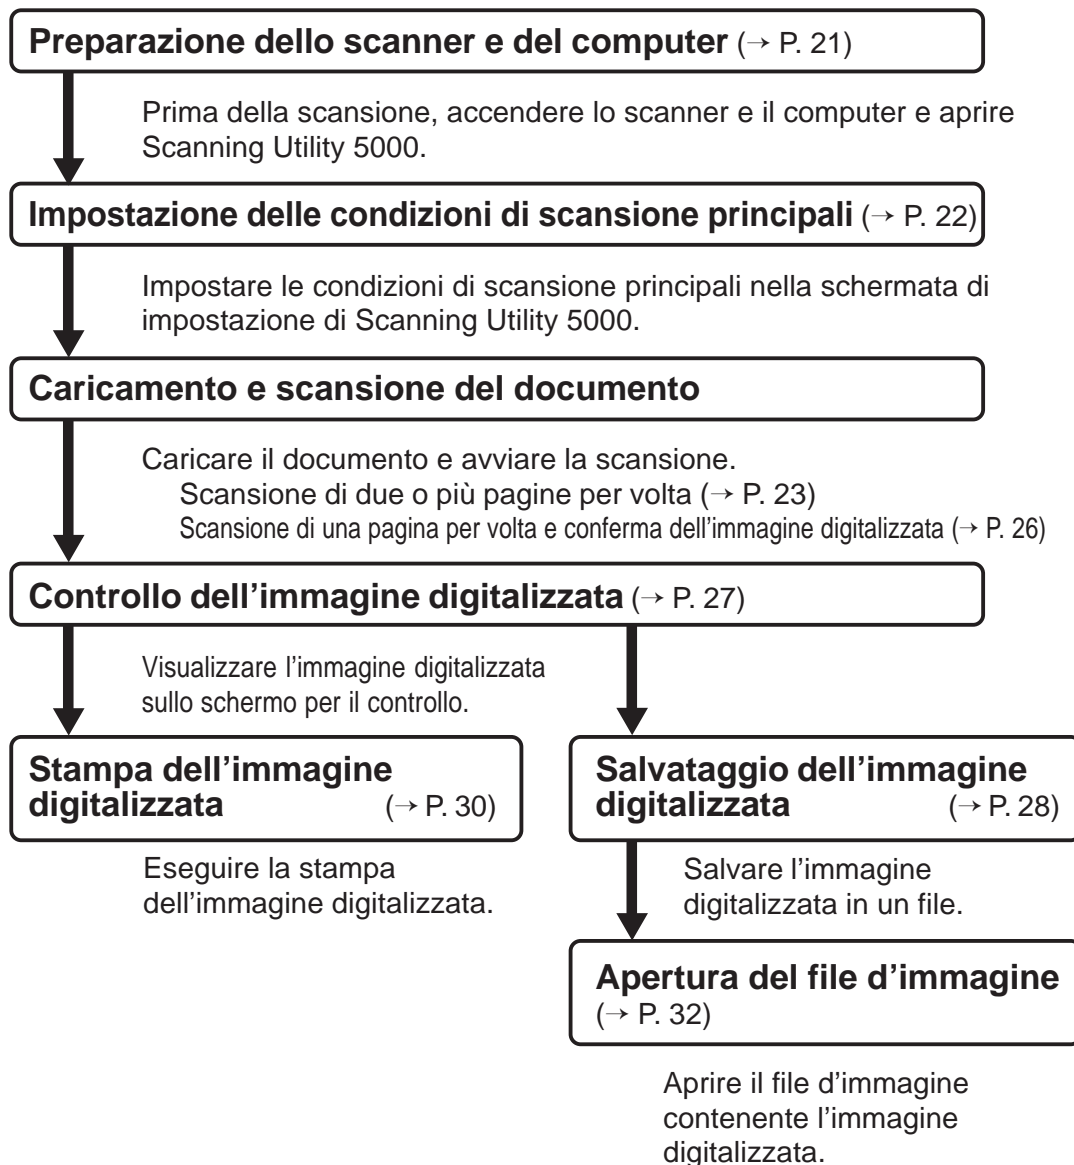 Preparazione dello scanner e del computer (→ P. 21)
Prima della scansione, accendere lo scanner e il computer e aprire
Scanning Utility 5000.
Impostazione delle condizioni di scansione principali (→ P. 22)
Impostare le condizioni di scansione principali nella schermata di
impostazione di Scanning Utility 5000.
Caricamento e scansione del documento
Caricare il documento e avviare la scansione.
Scansione di due o più pagine per volta (→ P. 23)
Scansione di una pagina per volta e conferma dell’immagine digitalizzata (→ P. 26)
Controllo dell’immagine digitalizzata (→ P. 27)
Visualizzare l’immagine digitalizzata
sullo schermo per il controllo.
Stampa dell’immagine
digitalizzata (→ P. 30)
Eseguire la stampa
dell’immagine digitalizzata.
Salvataggio dell’immagine
digitalizzata (→ P. 28)
Salvare l’immagine
digitalizzata in un file.
Apertura del file d’immagine
(→ P. 32)
Aprire il file d’immagine
contenente l’immagine
digitalizzata.